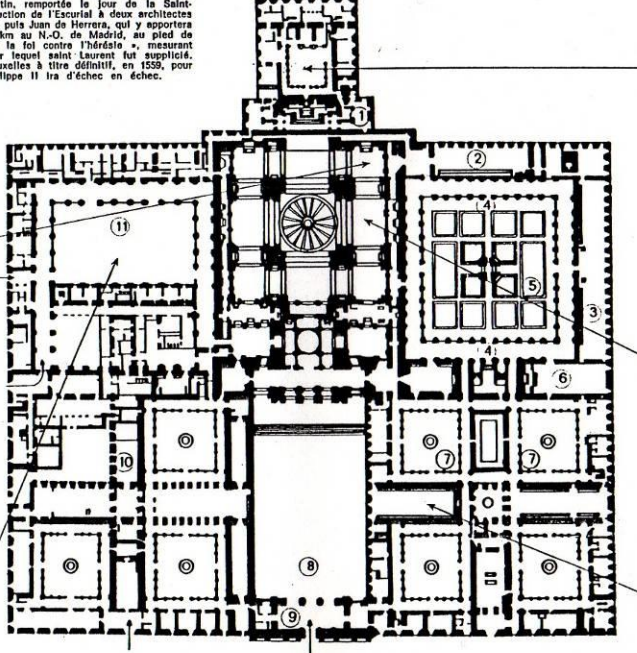 tin, remportée le jour de la Saint-
ection de l'Escurial à deux architectes
puis Juan de Herrera, qui y apportera
km au N.-O. de Madrid, au pied de
la foi contre l'hérésie », mesurant
r lequel saint Laurent fut supplicié.
uxelles à titre définitif, en 1559, pour
ilippe II ira d'échec en échec.
1
2
11
4
5
3
4
6
7
7
10
8
9